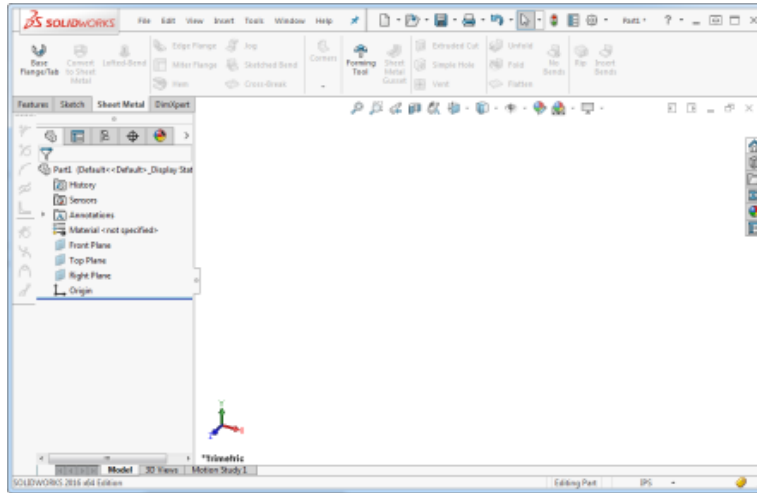 SOLIDWORKS File Edit View Insert Tools Window Help Part1 ?
Base Flange/Tab
Convert to Sheet Metal
Lofted-Bend
Edge Flange
Miter Flange
Hem
Jog
Sketched Bend
Cross-Break
Corners
Forming Tool
Sheet Metal Gusset
Extruded Cut
Simple Hole
Vent
Unfold
Fold
Flatten
No Bends
Rip
Insert Bends
Features Sketch Sheet Metal DimXpert
Part1 (Default<<Default>_Display Stat
History
Sensors
Annotations
Material <not specified>
Front Plane
Top Plane
Right Plane
Origin
*Trimetric
Model 3D Views Motion Study 1
SOLIDWORKS 2016 x64 Edition Editing Part IPS